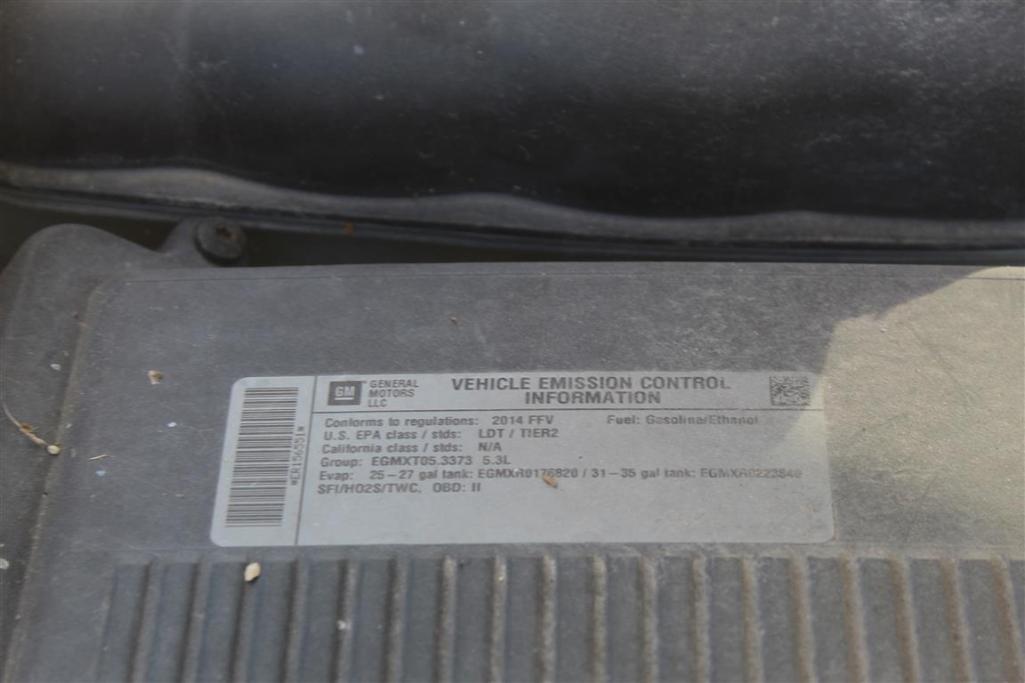 GM GENERAL MOTORS LLC
VEHICLE EMISSION CONTROL
INFORMATION
Conforms to regulations: 2014 FFV Fuel: Gasoline/Ethanol
U.S. EPA class / stds: LDT / TIER2
California class / stds: N/A
Group: EGMXT05.3373 5.3L
Evap: 25-27 gal tank: EGMXR0176820 / 31-35 gal tank: EGMXR0223840
SFI/HO2S/TWC, OBD: II
*ER156551*